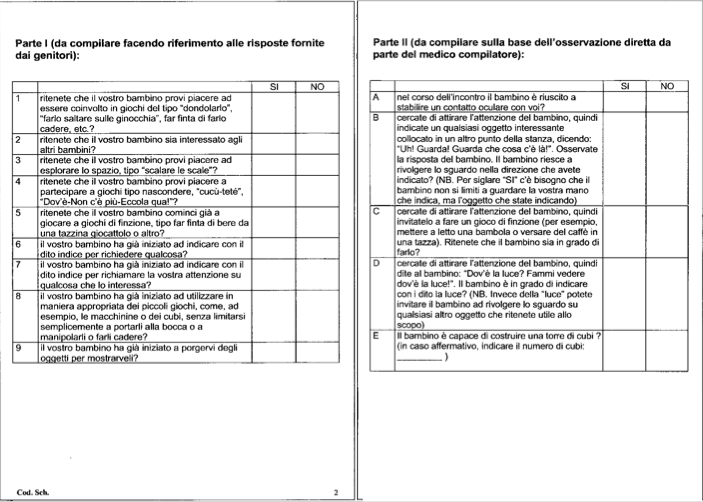 Parte I (da compilare facendo riferimento alle risposte fornite
dai genitori):
SI NO
1 ritenete che il vostro bambino provi piacere ad
essere coinvolto in giochi del tipo “dondolarlo”,
“farlo saltare sulle ginocchia”, far finta di farlo
cadere, etc.?
2 ritenete che il vostro bambino sia interessato agli
altri bambini?
3 ritenete che il vostro bambino provi piacere ad
esplorare lo spazio, tipo “scalare le scale”?
4 ritenete che il vostro bambino provi piacere a
partecipare a giochi tipo nascondere, “cucù-teté”,
“Dov'è-Non c'è più-Eccola qua!”?
5 ritenete che il vostro bambino cominci già a
giocare a giochi di finzione, tipo far finta di bere da
una tazzina giocattolo o altro?
6 il vostro bambino ha già iniziato ad indicare con il
dito indice per richiedere qualcosa?
7 il vostro bambino ha già iniziato ad indicare con il
dito indice per richiamare la vostra attenzione su
qualcosa che lo interessa?
8 il vostro bambino ha già iniziato ad utilizzare in
maniera appropriata dei piccoli giochi, come, ad
esempio, le macchinine o dei cubi, senza limitarsi
semplicemente a portarli alla bocca o a
manipolarli o farli cadere?
9 il vostro bambino ha già iniziato a porgervi degli
oggetti per mostrarveli?
Cod. Sch. 2
Parte II (da compilare sulla base dell'osservazione diretta da
parte del medico compilatore):
SI NO
A nel corso dell'incontro il bambino è riuscito a
stabilire un contatto oculare con voi?
B cercate di attirare l'attenzione del bambino, quindi
indicate un qualsiasi oggetto interessante
collocato in un altro punto della stanza, dicendo:
“Uh! Guarda! Guarda che cosa c'è là!”. Osservate
la risposta del bambino. Il bambino riesce a
rivolgere lo sguardo nella direzione che avete
indicato? (NB. Per siglare “SI” c'è bisogno che il
bambino non si limiti a guardare la vostra mano
che indica, ma l'oggetto che state indicando)
C cercate di attirare l'attenzione del bambino, quindi
invitatelo a fare un gioco di finzione (per esempio,
mettere a letto una bambola o versare del caffè in
una tazza). Ritenete che il bambino sia in grado di
farlo?
D cercate di attirare l'attenzione del bambino, quindi
dite al bambino: “Dov'è la luce? Fammi vedere
dov'è la luce!”. Il bambino è in grado di indicare
con i dito la luce? (NB. Invece della “luce” potete
invitare il bambino ad rivolgere lo sguardo su
qualsiasi altro oggetto che ritenete utile allo
scopo)
E Il bambino è capace di costruire una torre di cubi ?
(in caso affermativo, indicare il numero di cubi:
________ )